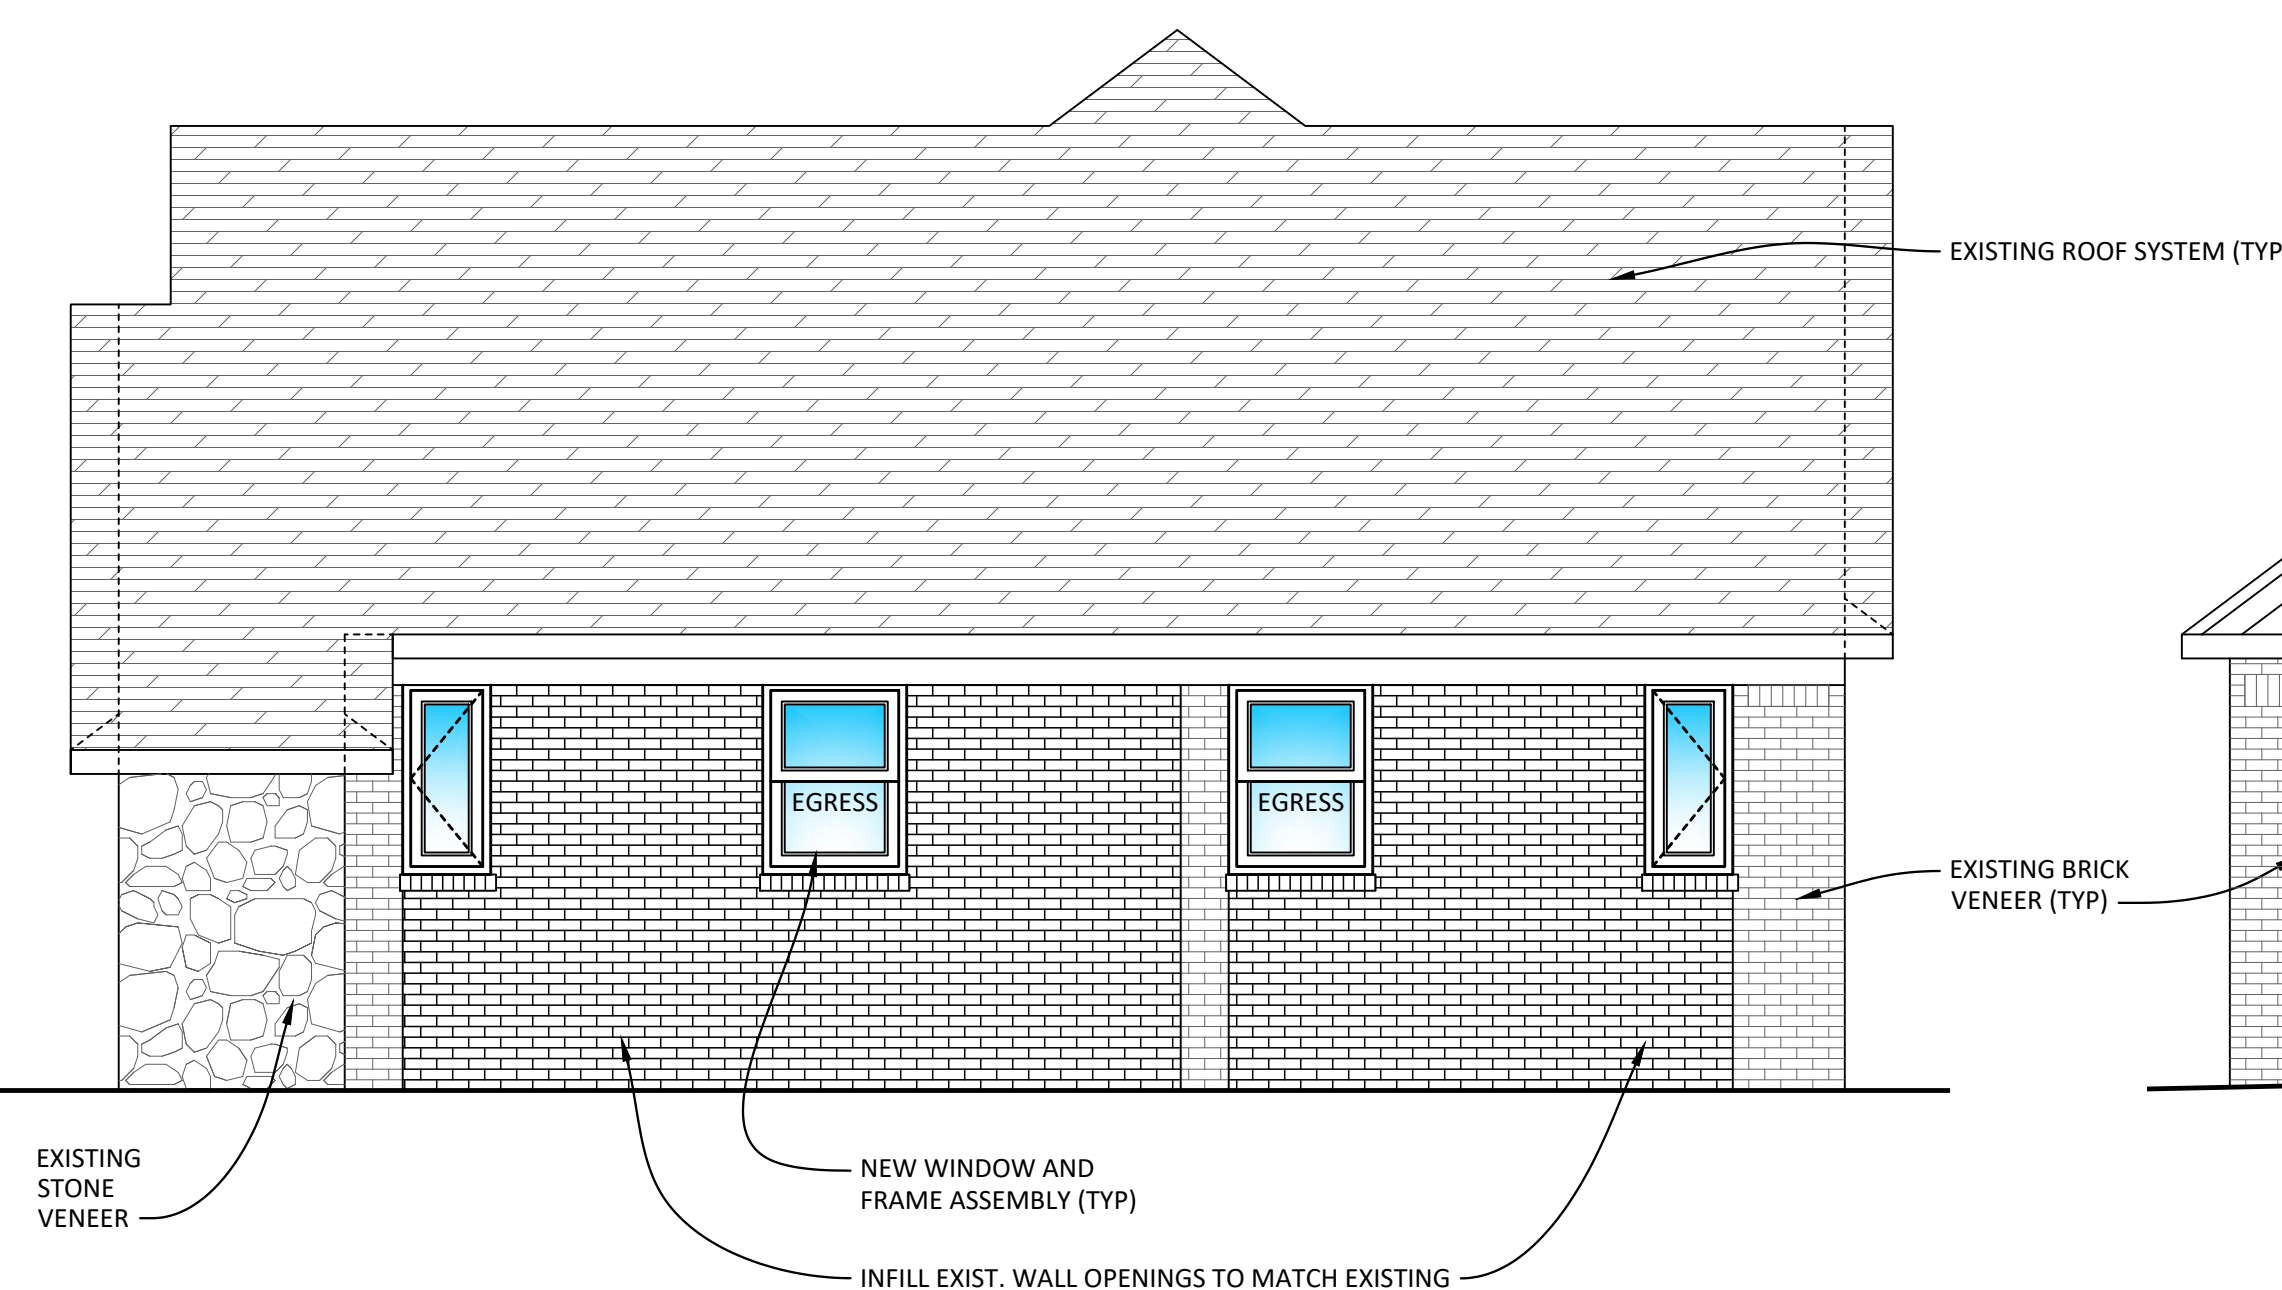 EXISTING ROOF SYSTEM (TYP
EGRESS
EGRESS
EXISTING BRICK
VENEER (TYP)
EXISTING
STONE
VENEER
NEW WINDOW AND
FRAME ASSEMBLY (TYP)
INFILL EXIST. WALL OPENINGS TO MATCH EXISTING